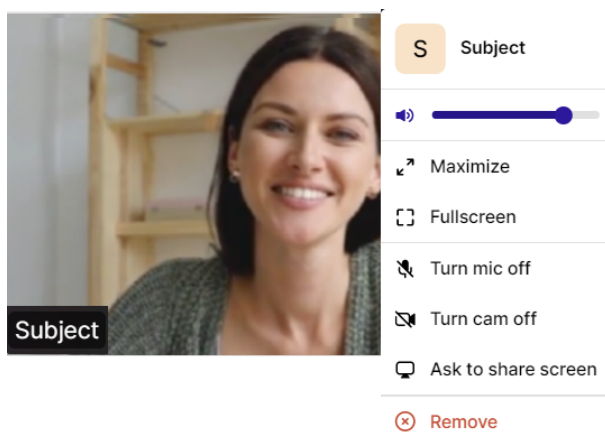 Subject
S
Subject
Maximize
Fullscreen
Turn mic off
Turn cam off
Ask to share screen
Remove